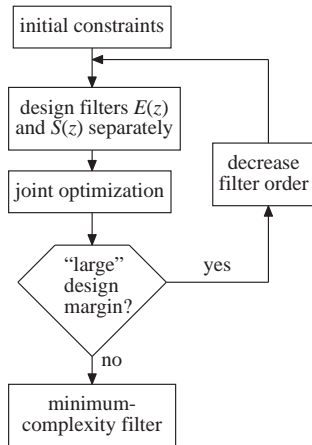 initial constraints
design filters E(z)
and S(z) separately
joint optimization
decrease
filter order
“large”
design
margin?
yes
no
minimum-
complexity filter